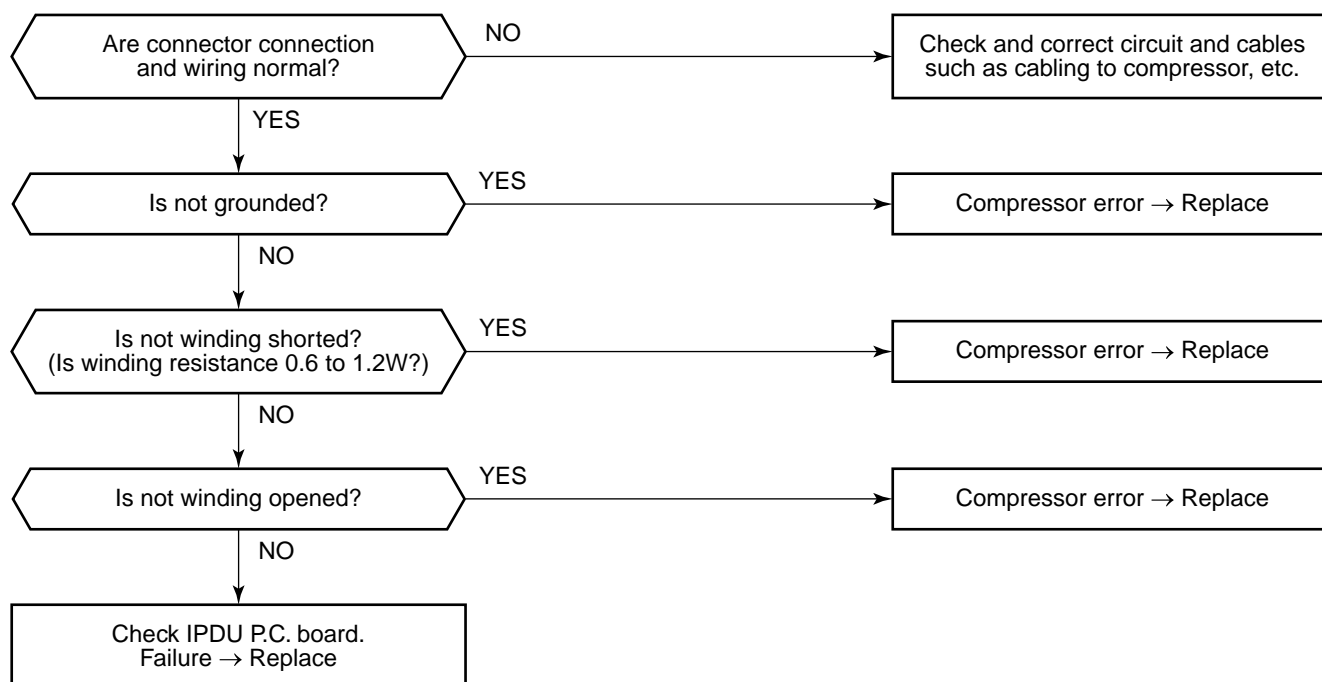 Are connector connection
and wiring normal?
NO
Check and correct circuit and cables
such as cabling to compressor, etc.
YES
Is not grounded?
YES
Compressor error → Replace
NO
Is not winding shorted?
(Is winding resistance 0.6 to 1.2W?)
YES
Compressor error → Replace
NO
Is not winding opened?
YES
Compressor error → Replace
NO
Check IPDU P.C. board.
Failure → Replace